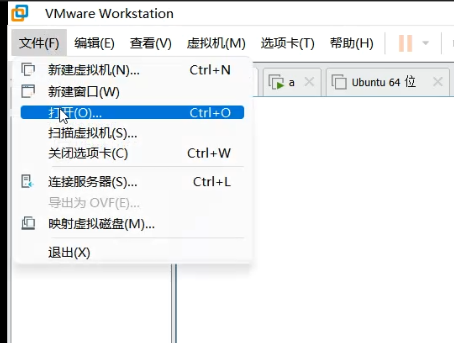 VMware Workstation
文件(F) 编辑(E) 查看(V) 虚拟机(M) 选项卡(T) 帮助(H)
新建虚拟机(N)... Ctrl+N
新建窗口(W)
打开(O)... Ctrl+O
扫描虚拟机(S)...
关闭选项卡(C) Ctrl+W
连接服务器(S)... Ctrl+L
导出为 OVF(E)...
映射虚拟磁盘(M)...
退出(X)
a
Ubuntu 64 位